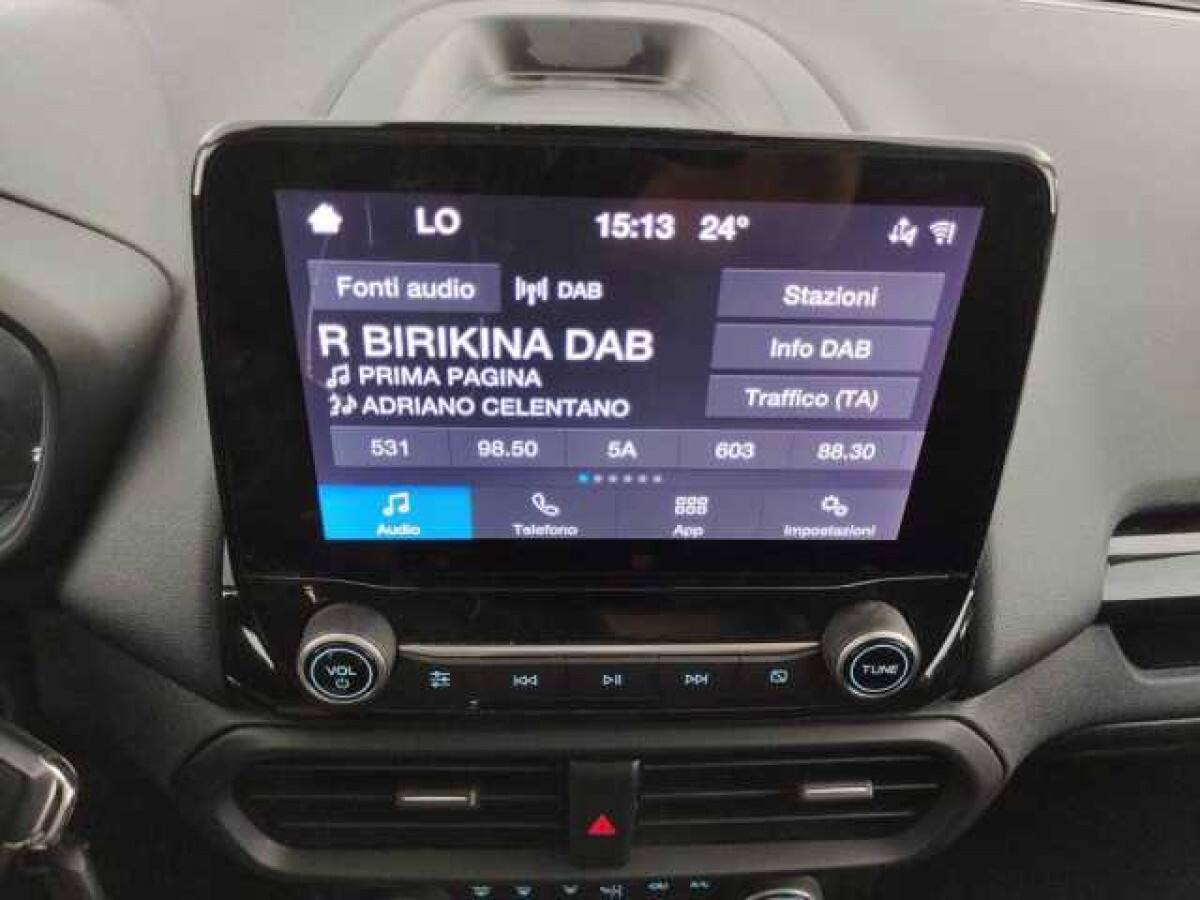 LO 15:13 24°
Fonti audio DAB Stazioni
R BIRIKINA DAB Info DAB
PRIMA PAGINA
ADRIANO CELENTANO Traffico (TA)
531 98.50 5A 603 88.30
Audio Telefono App Impostazioni
VOL TUNE